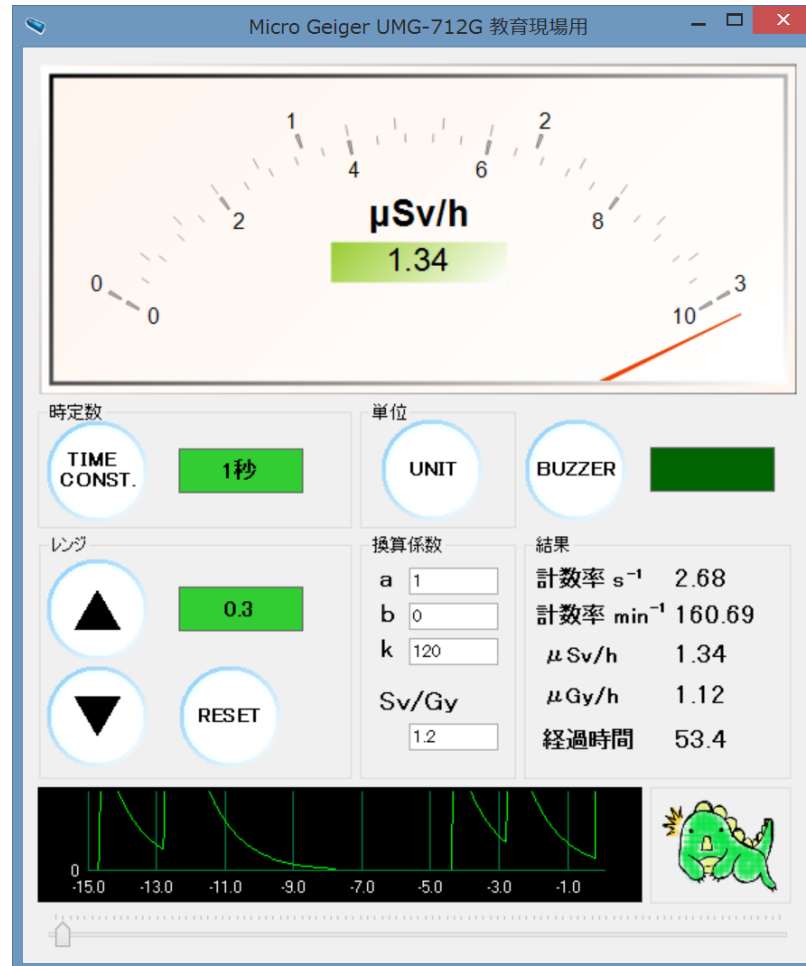 Micro Geiger UMG-712G 教育現場用
1 2
4 6
2 μSv/h 8
1.34
0 3
0 10
時定数
TIME CONST.
1秒
単位
UNIT
BUZZER
レンジ
▲
0.3
▼
RESET
換算係数
a 1
b 0
k 120
Sv/Gy
1.2
結果
計数率 s⁻¹ 2.68
計数率 min⁻¹ 160.69
μSv/h 1.34
μGy/h 1.12
経過時間 53.4
0
-15.0 -13.0 -11.0 -9.0 -7.0 -5.0 -3.0 -1.0